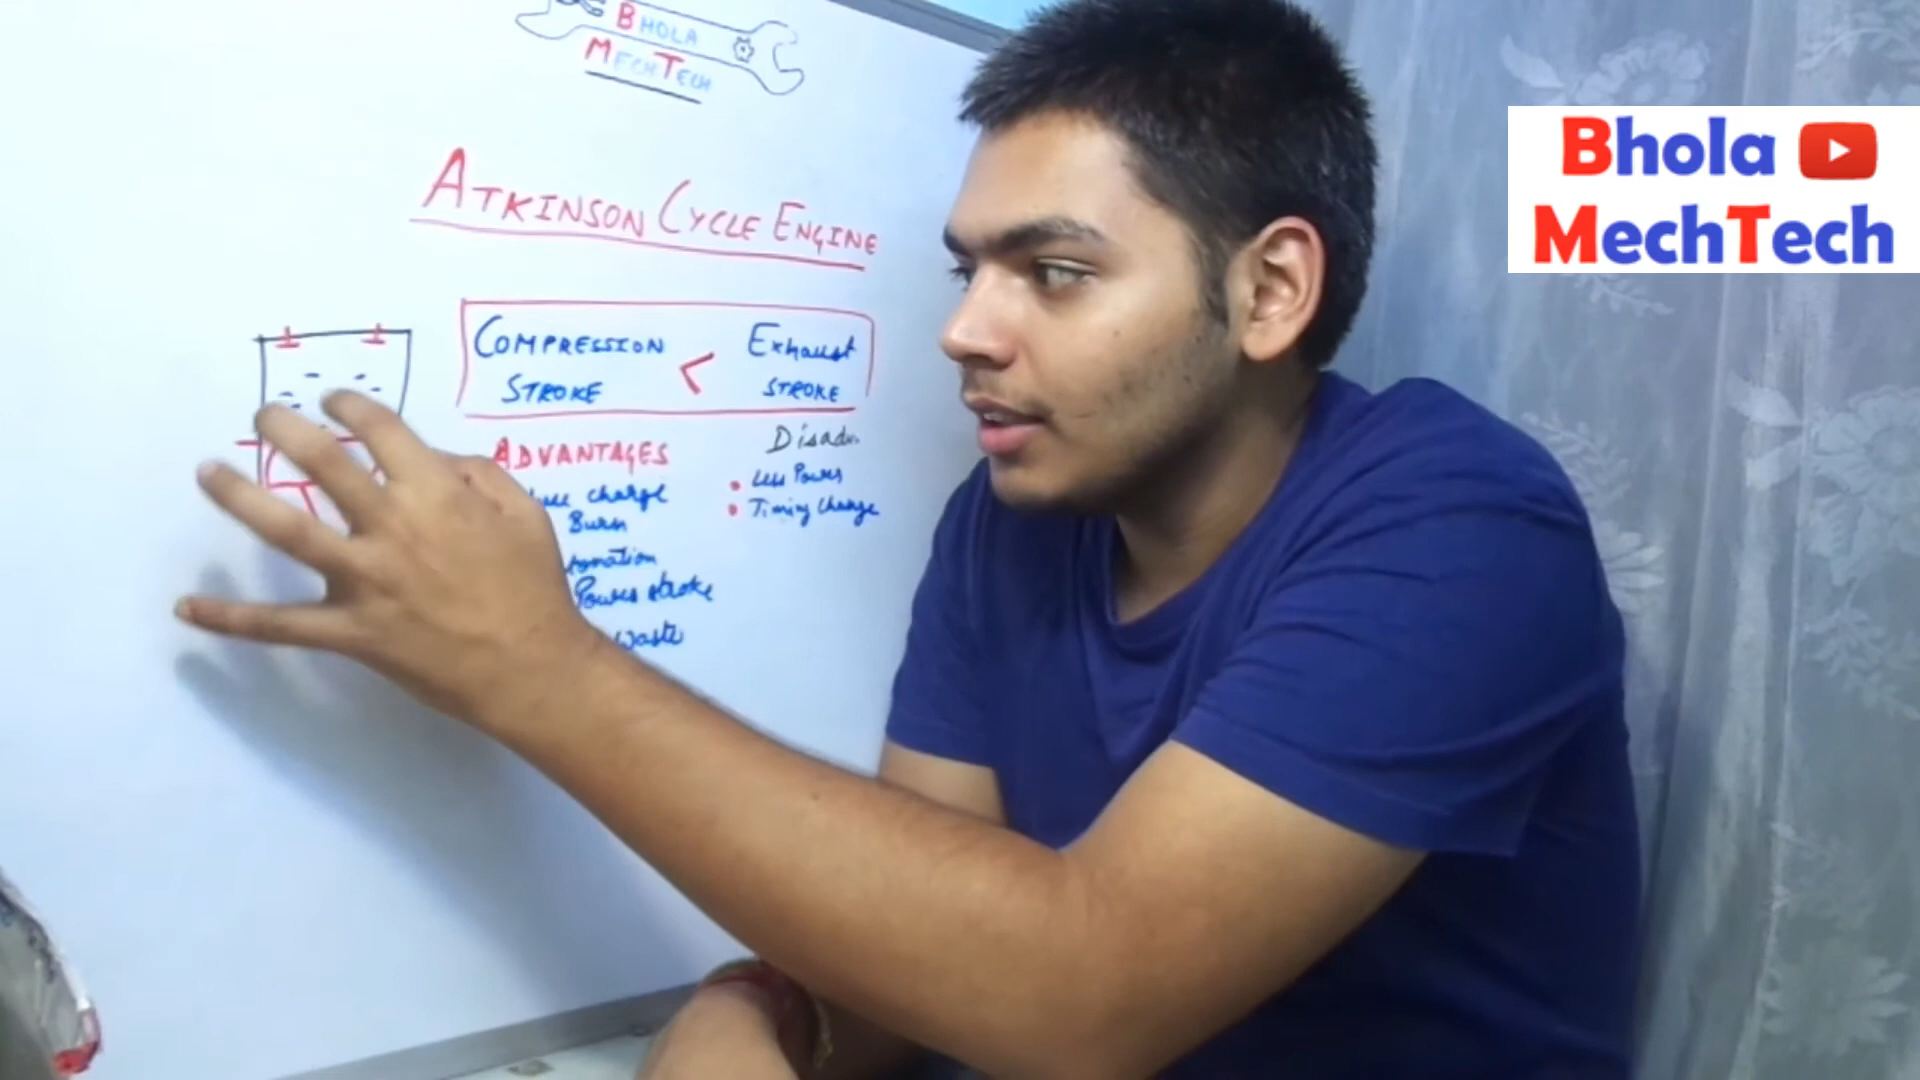 BHOLA
MECHTECH
Bhola
MechTech
ATKINSON CYCLE ENGINE
COMPRESSION
STROKE
<
Exhaust
STROKE
ADVANTAGES
charge
Burn
Power stroke
waste
Disadv.
• Less Power
• Timing Change